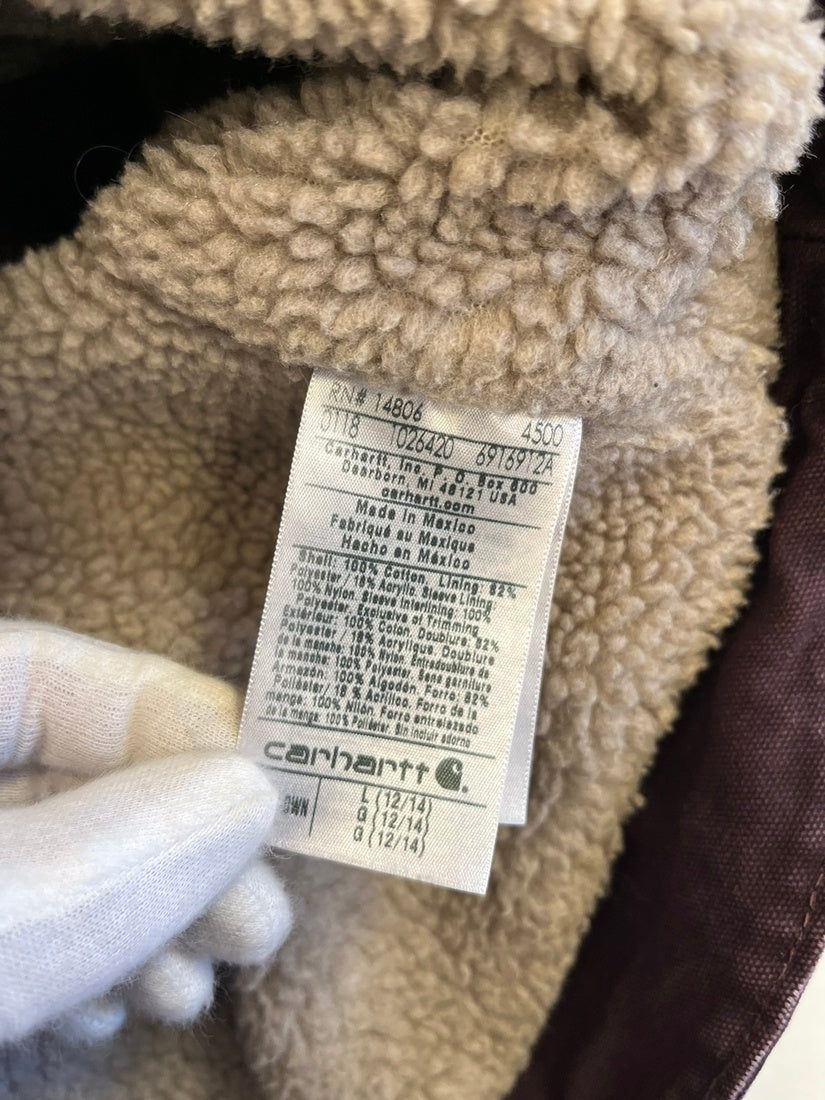 RN# 14806 4500
0118 1026420 6916912A
Carhartt, Inc. P. O. Box 600
Dearborn, MI 48121 USA
carhartt.com
Made in Mexico
Fabriqué au Mexique
Hecho en México
Shell: 100% Cotton. Lining: 82%
Polyester / 18% Acrylic. Sleeve Lining:
100% Nylon. Sleeve Interlining: 100%
Polyester. Exclusive of Trimming
Extérieur: 100% Coton. Doublure: 82%
Polyester / 18% Acrylique. Doublure
de la manche: 100% Nylon. Entredoublure de
la manche: 100% Polyester. Sans garniture
Armazón: 100% Algodón. Forro: 82%
Poliéster / 18 % Acrílico. Forro de la
manga: 100% Nilón. Forro entrelazado
de la manga: 100% Poliéster. Sin incluir adorno
carhartt
L (12/14)
G (12/14)
G (12/14)